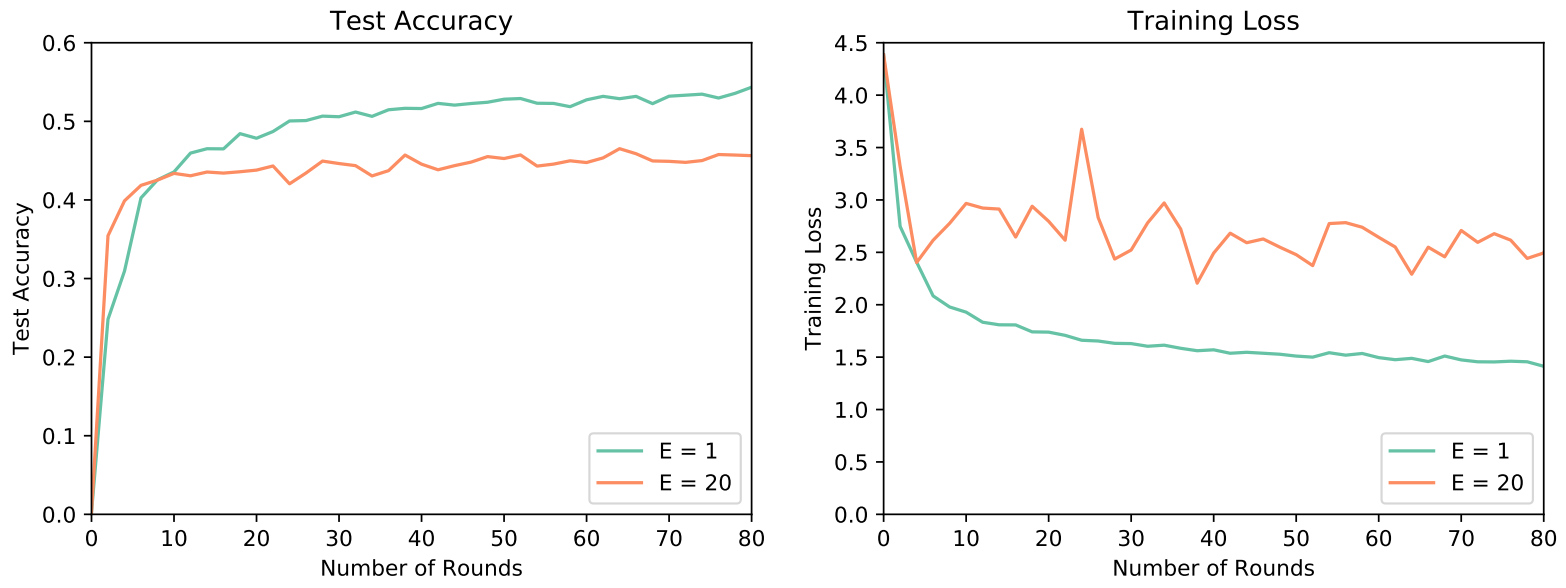 Test Accuracy
0.6
0.5
0.4
0.3
0.2
0.1
0.0
Test Accuracy
0 10 20 30 40 50 60 70 80
Number of Rounds
E = 1
E = 20
Training Loss
4.5
4.0
3.5
3.0
2.5
2.0
1.5
1.0
0.5
0.0
Training Loss
0 10 20 30 40 50 60 70 80
Number of Rounds
E = 1
E = 20